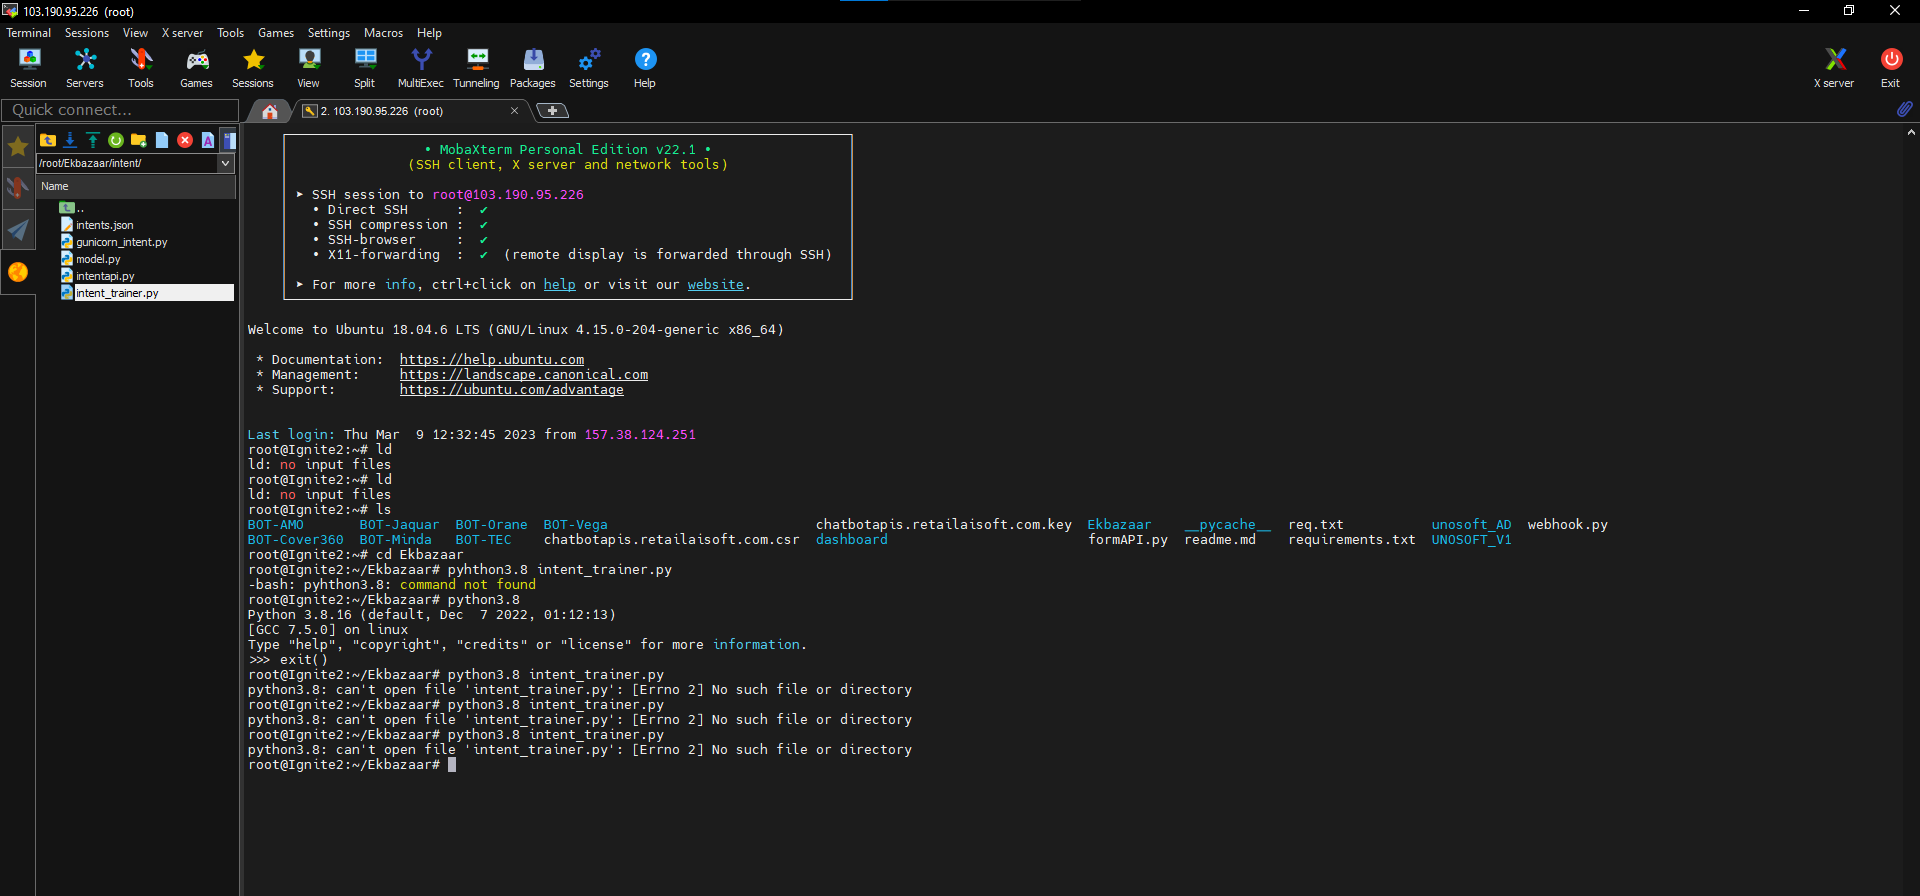 103.190.95.226 (root)
Terminal Sessions View X server Tools Games Settings Macros Help
Session Servers Tools Games Sessions View Split MultiExec Tunneling Packages Settings Help X server Exit
Quick connect...
2. 103.190.95.226 (root)
/root/Ekbazaar/intent/
Name
..
intents.json
gunicorn_intent.py
model.py
intentapi.py
intent_trainer.py
• MobaXterm Personal Edition v22.1 •
(SSH client, X server and network tools)
➤ SSH session to root@103.190.95.226
• Direct SSH : ✔
• SSH compression : ✔
• SSH-browser : ✔
• X11-forwarding : ✔ (remote display is forwarded through SSH)
➤ For more info, ctrl+click on help or visit our website.
Welcome to Ubuntu 18.04.6 LTS (GNU/Linux 4.15.0-204-generic x86_64)
* Documentation: https://help.ubuntu.com
* Management: https://landscape.canonical.com
* Support: https://ubuntu.com/advantage
Last login: Thu Mar 9 12:32:45 2023 from 157.38.124.251
root@Ignite2:~# ld
ld: no input files
root@Ignite2:~# ld
ld: no input files
root@Ignite2:~# ls
BOT-AMO BOT-Jaquar BOT-Orane BOT-Vega chatbotapis.retailaisoft.com.key Ekbazaar __pycache__ req.txt unosoft_AD webhook.py
BOT-Cover360 BOT-Minda BOT-TEC chatbotapis.retailaisoft.com.csr dashboard formAPI.py readme.md requirements.txt UNOSOFT_V1
root@Ignite2:~# cd Ekbazaar
root@Ignite2:~/Ekbazaar# pyhthon3.8 intent_trainer.py
-bash: pyhthon3.8: command not found
root@Ignite2:~/Ekbazaar# python3.8
Python 3.8.16 (default, Dec 7 2022, 01:12:13)
[GCC 7.5.0] on linux
Type "help", "copyright", "credits" or "license" for more information.
>>> exit()
root@Ignite2:~/Ekbazaar# python3.8 intent_trainer.py
python3.8: can't open file 'intent_trainer.py': [Errno 2] No such file or directory
root@Ignite2:~/Ekbazaar# python3.8 intent_trainer.py
python3.8: can't open file 'intent_trainer.py': [Errno 2] No such file or directory
root@Ignite2:~/Ekbazaar# python3.8 intent_trainer.py
python3.8: can't open file 'intent_trainer.py': [Errno 2] No such file or directory
root@Ignite2:~/Ekbazaar#